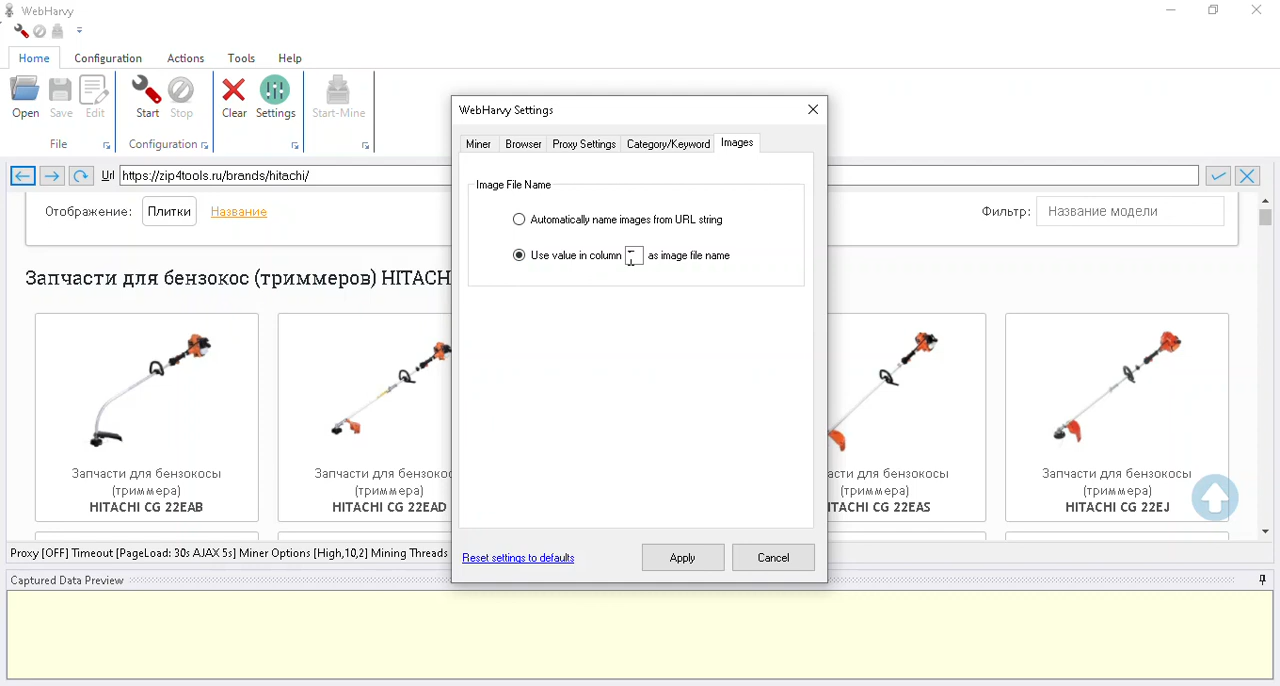 WebHarvy
Home Configuration Actions Tools Help
Open Save Edit Start Stop Clear Settings Start-Mine
File Configuration
Url https://zip4tools.ru/brands/hitachi/
Отображение: Плитки Название Фильтр: Название модели
Запчасти для бензокос (триммеров) HITACHI
Запчасти для бензокосы
(триммера)
HITACHI CG 22EAB
Запчасти для бензокос
(триммера)
HITACHI CG 22EAD
асти для бензокосы
(триммера)
ITACHI CG 22EAS
Запчасти для бензокосы
(триммера)
HITACHI CG 22EJ
Proxy [OFF] Timeout [PageLoad: 30s AJAX 5s] Miner Options [High,10,2] Mining Threads
Captured Data Preview
WebHarvy Settings
Miner Browser Proxy Settings Category/Keyword Images
Image File Name
Automatically name images from URL string
Use value in column as image file name
Reset settings to defaults Apply Cancel